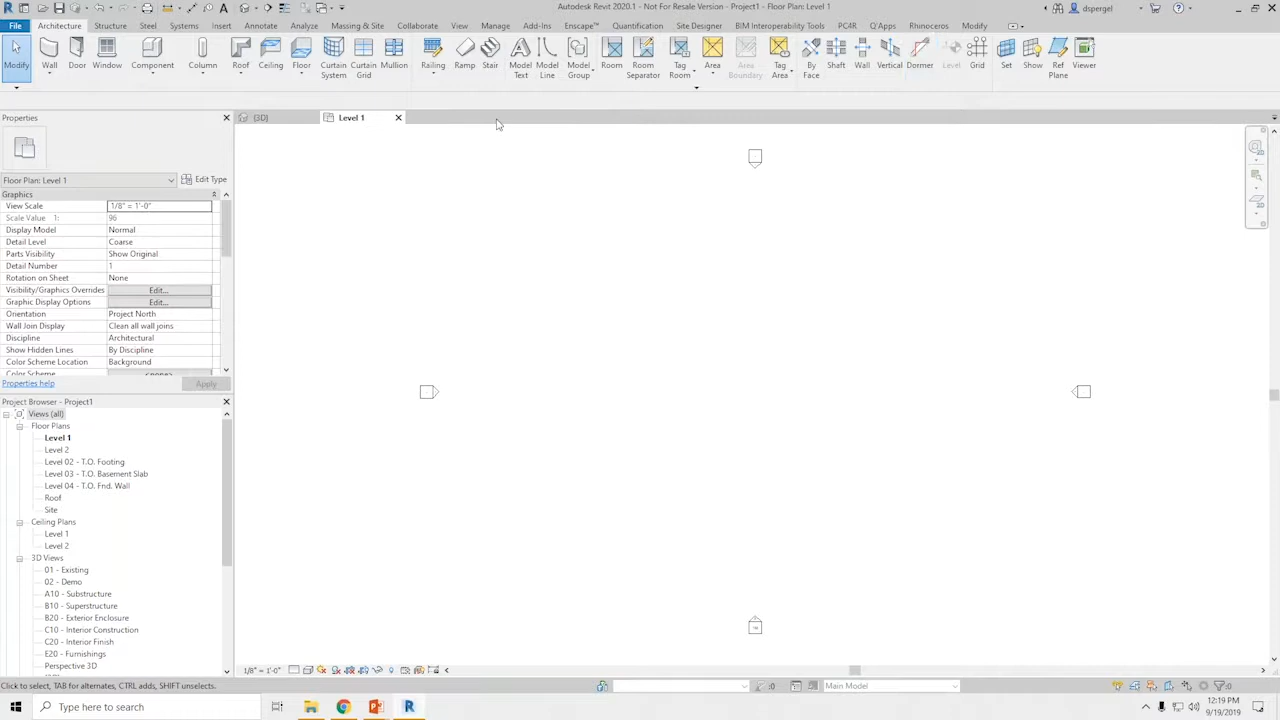 Autodesk Revit 2020.1 - Not For Resale Version - Project1 - Floor Plan: Level 1
dspergel
File Architecture Structure Steel Systems Insert Annotate Analyze Massing & Site Collaborate View Manage Add-Ins Enscape™ Quantification Site Designer BIM Interoperability Tools PC4R Q'Apps Rhinoceros Modify
Modify Wall Door Window Component Column Roof Ceiling Floor Curtain System Curtain Grid Mullion Railing Ramp Stair Model Text Model Line Model Group Room Room Separator Tag Room Area Area Boundary Tag Area By Face Shaft Wall Vertical Dormer Level Grid Set Show Ref Plane Viewer
Properties
{3D}
Level 1
Floor Plan: Level 1
Edit Type
Graphics
View Scale 1/8" = 1'-0"
Scale Value 1: 96
Display Model Normal
Detail Level Coarse
Parts Visibility Show Original
Detail Number 1
Rotation on Sheet None
Visibility/Graphics Overrides Edit...
Graphic Display Options Edit...
Orientation Project North
Wall Join Display Clean all wall joins
Discipline Architectural
Show Hidden Lines By Discipline
Color Scheme Location Background
Color Scheme <none>
Properties help
Apply
Project Browser - Project1
Views (all)
Floor Plans
Level 1
Level 2
Level 02 - T.O. Footing
Level 03 - T.O. Basement Slab
Level 04 - T.O. Fnd. Wall
Roof
Site
Ceiling Plans
Level 1
Level 2
3D Views
01 - Existing
02 - Demo
A10 - Substructure
B10 - Superstructure
B20 - Exterior Enclosure
C10 - Interior Construction
C20 - Interior Finish
E20 - Furnishings
Perspective 3D
1/8" = 1'-0"
Click to select, TAB for alternates, CTRL adds, SHIFT unselects.
:0
Main Model
:0
Type here to search
12:19 PM
9/19/2019